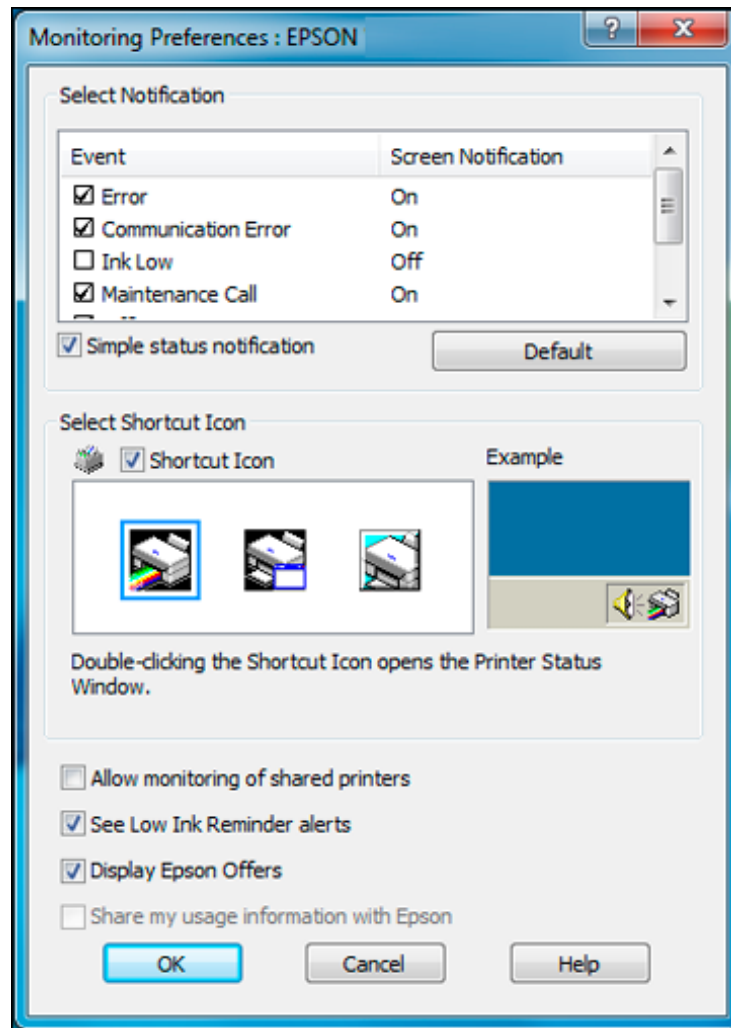 Monitoring Preferences : EPSON
Select Notification
Event Screen Notification
Error On
Communication Error On
Ink Low Off
Maintenance Call On
Simple status notification Default
Select Shortcut Icon
Shortcut Icon Example
Double-clicking the Shortcut Icon opens the Printer Status
Window.
Allow monitoring of shared printers
See Low Ink Reminder alerts
Display Epson Offers
Share my usage information with Epson
OK Cancel Help